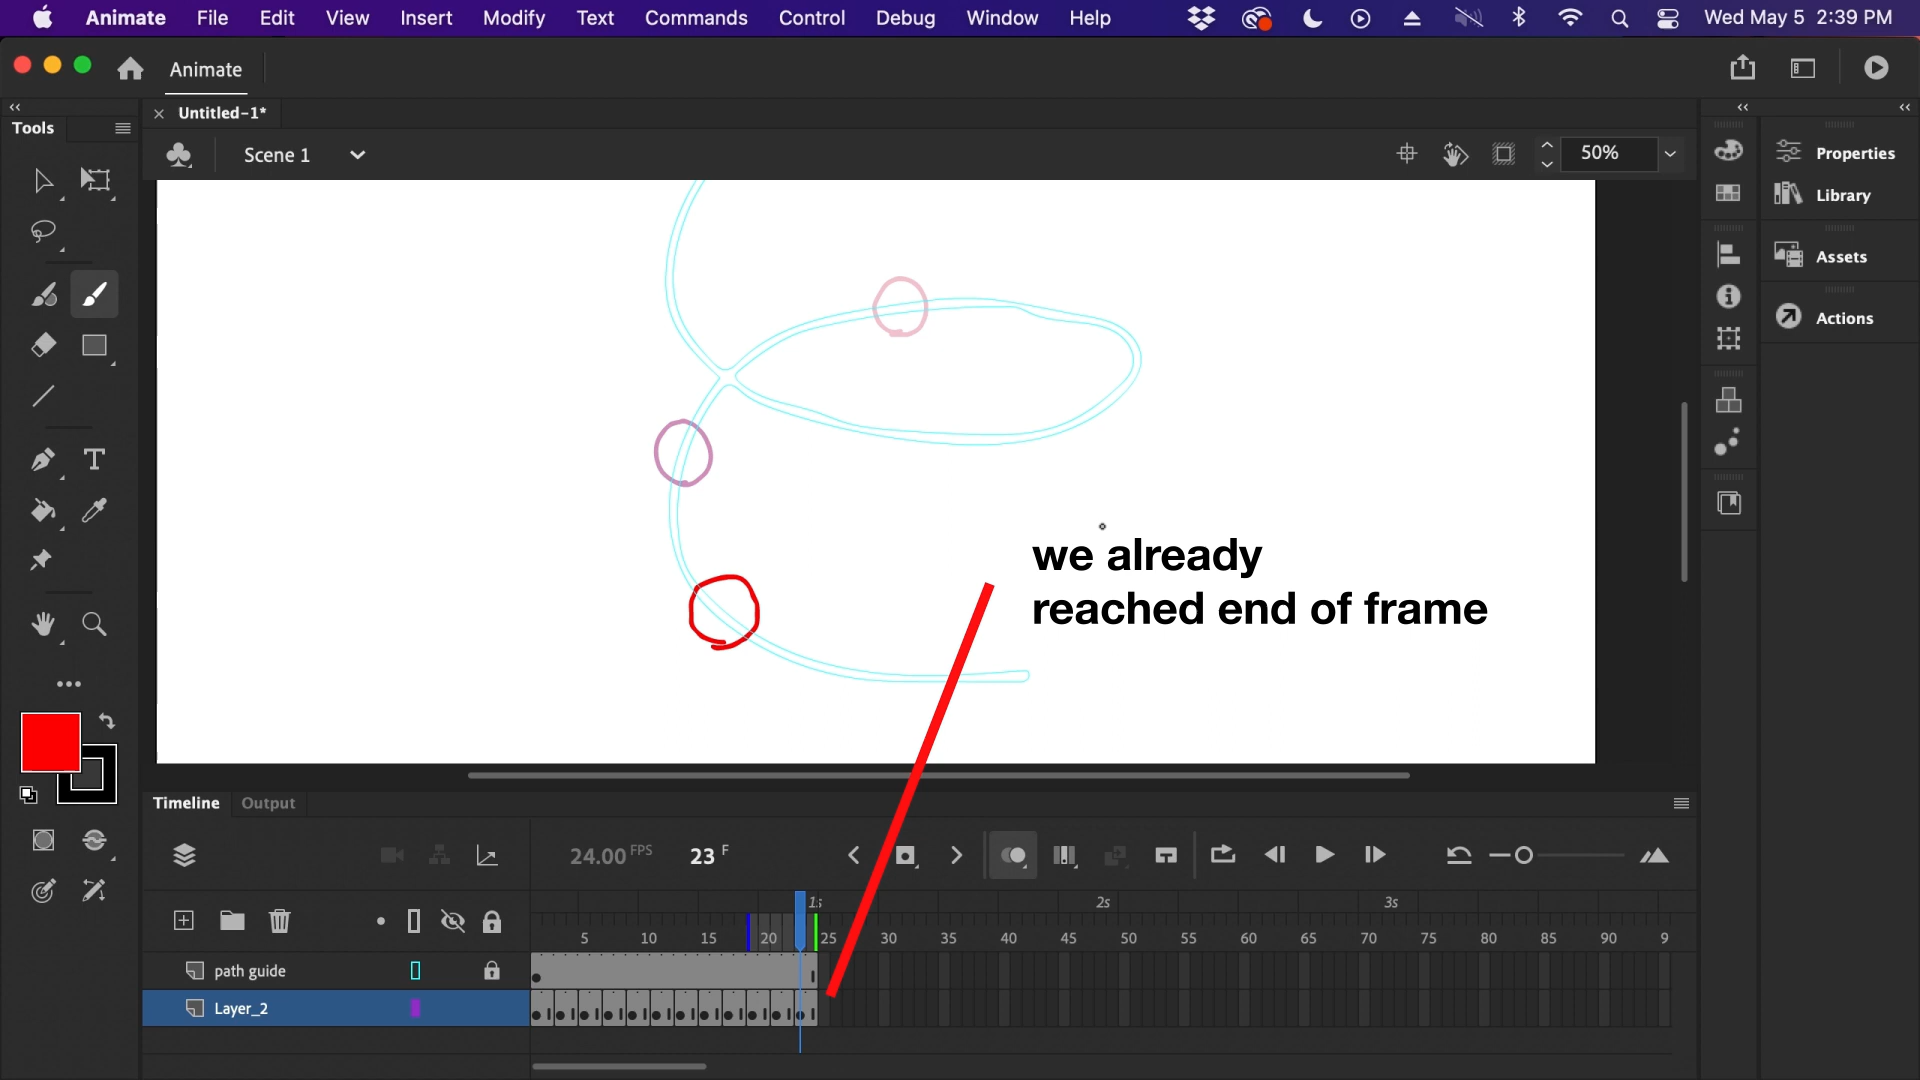 Animate File Edit View Insert Modify Text Commands Control Debug Window Help Wed May 5 2:39 PM
Animate
Tools
Untitled-1*
Scene 1
50%
Properties
Library
Assets
Actions
we already
reached end of frame
Timeline Output
24.00 FPS 23 F
1s 2s 3s
5 10 15 20 25 30 35 40 45 50 55 60 65 70 75 80 85 90 9
path guide
Layer_2